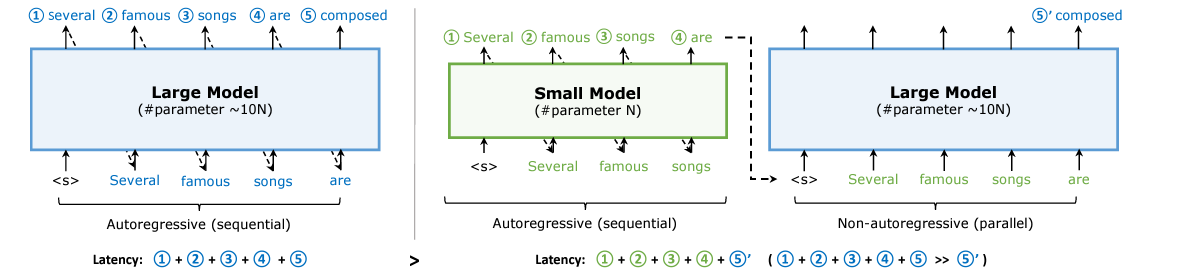 ① Several ② famous ③ songs ④ are ⑤ composed
Large Model
(#parameter ~10N)
<s> Several famous songs are
Autoregressive (sequential)
Latency: ① + ② + ③ + ④ + ⑤
>
① Several ② famous ③ songs ④ are
Small Model
(#parameter N)
<s> Several famous songs
Autoregressive (sequential)
⑤’ composed
Large Model
(#parameter ~10N)
<s> Several famous songs are
Non-autoregressive (parallel)
Latency: ① + ② + ③ + ④ + ⑤’ ( ① + ② + ③ + ④ + ⑤ >> ⑤’ )